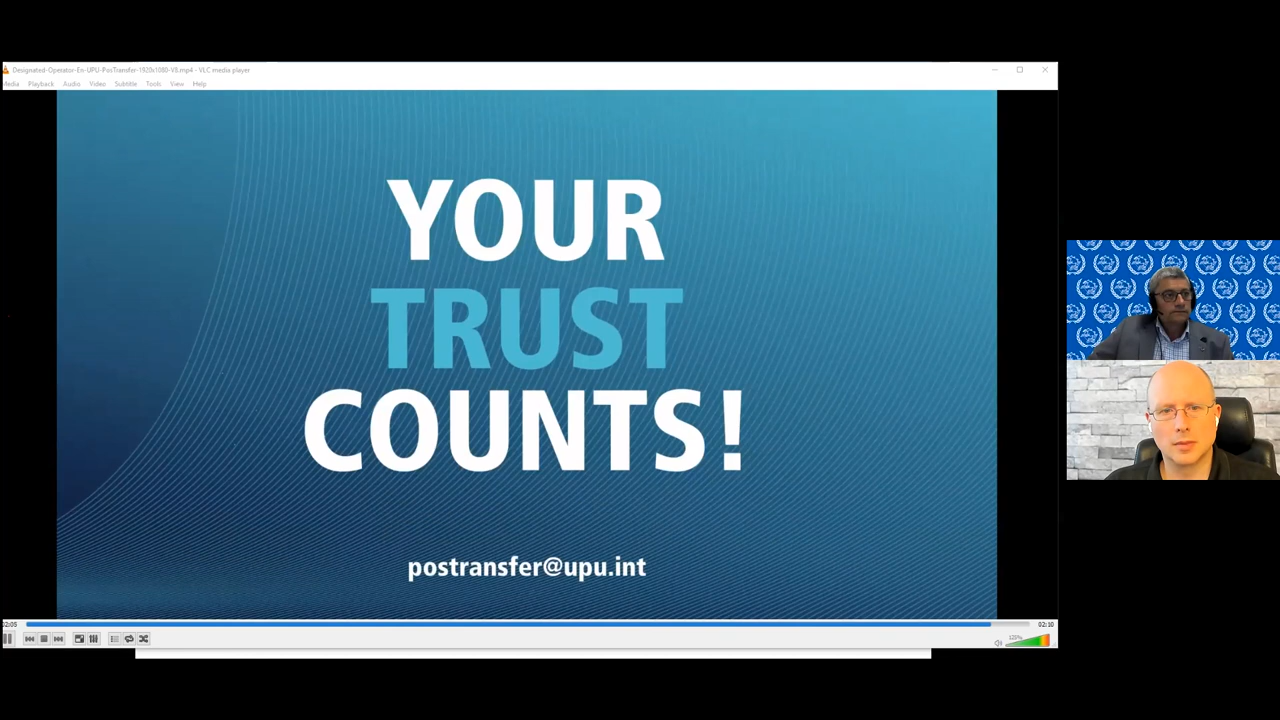 Designated-Operator-En-UPU-PosTransfer-1920x1080-V8.mp4 - VLC media player
Media Playback Audio Video Subtitle Tools View Help
YOUR
TRUST
COUNTS!
postransfer@upu.int
02:05
02:10
125%